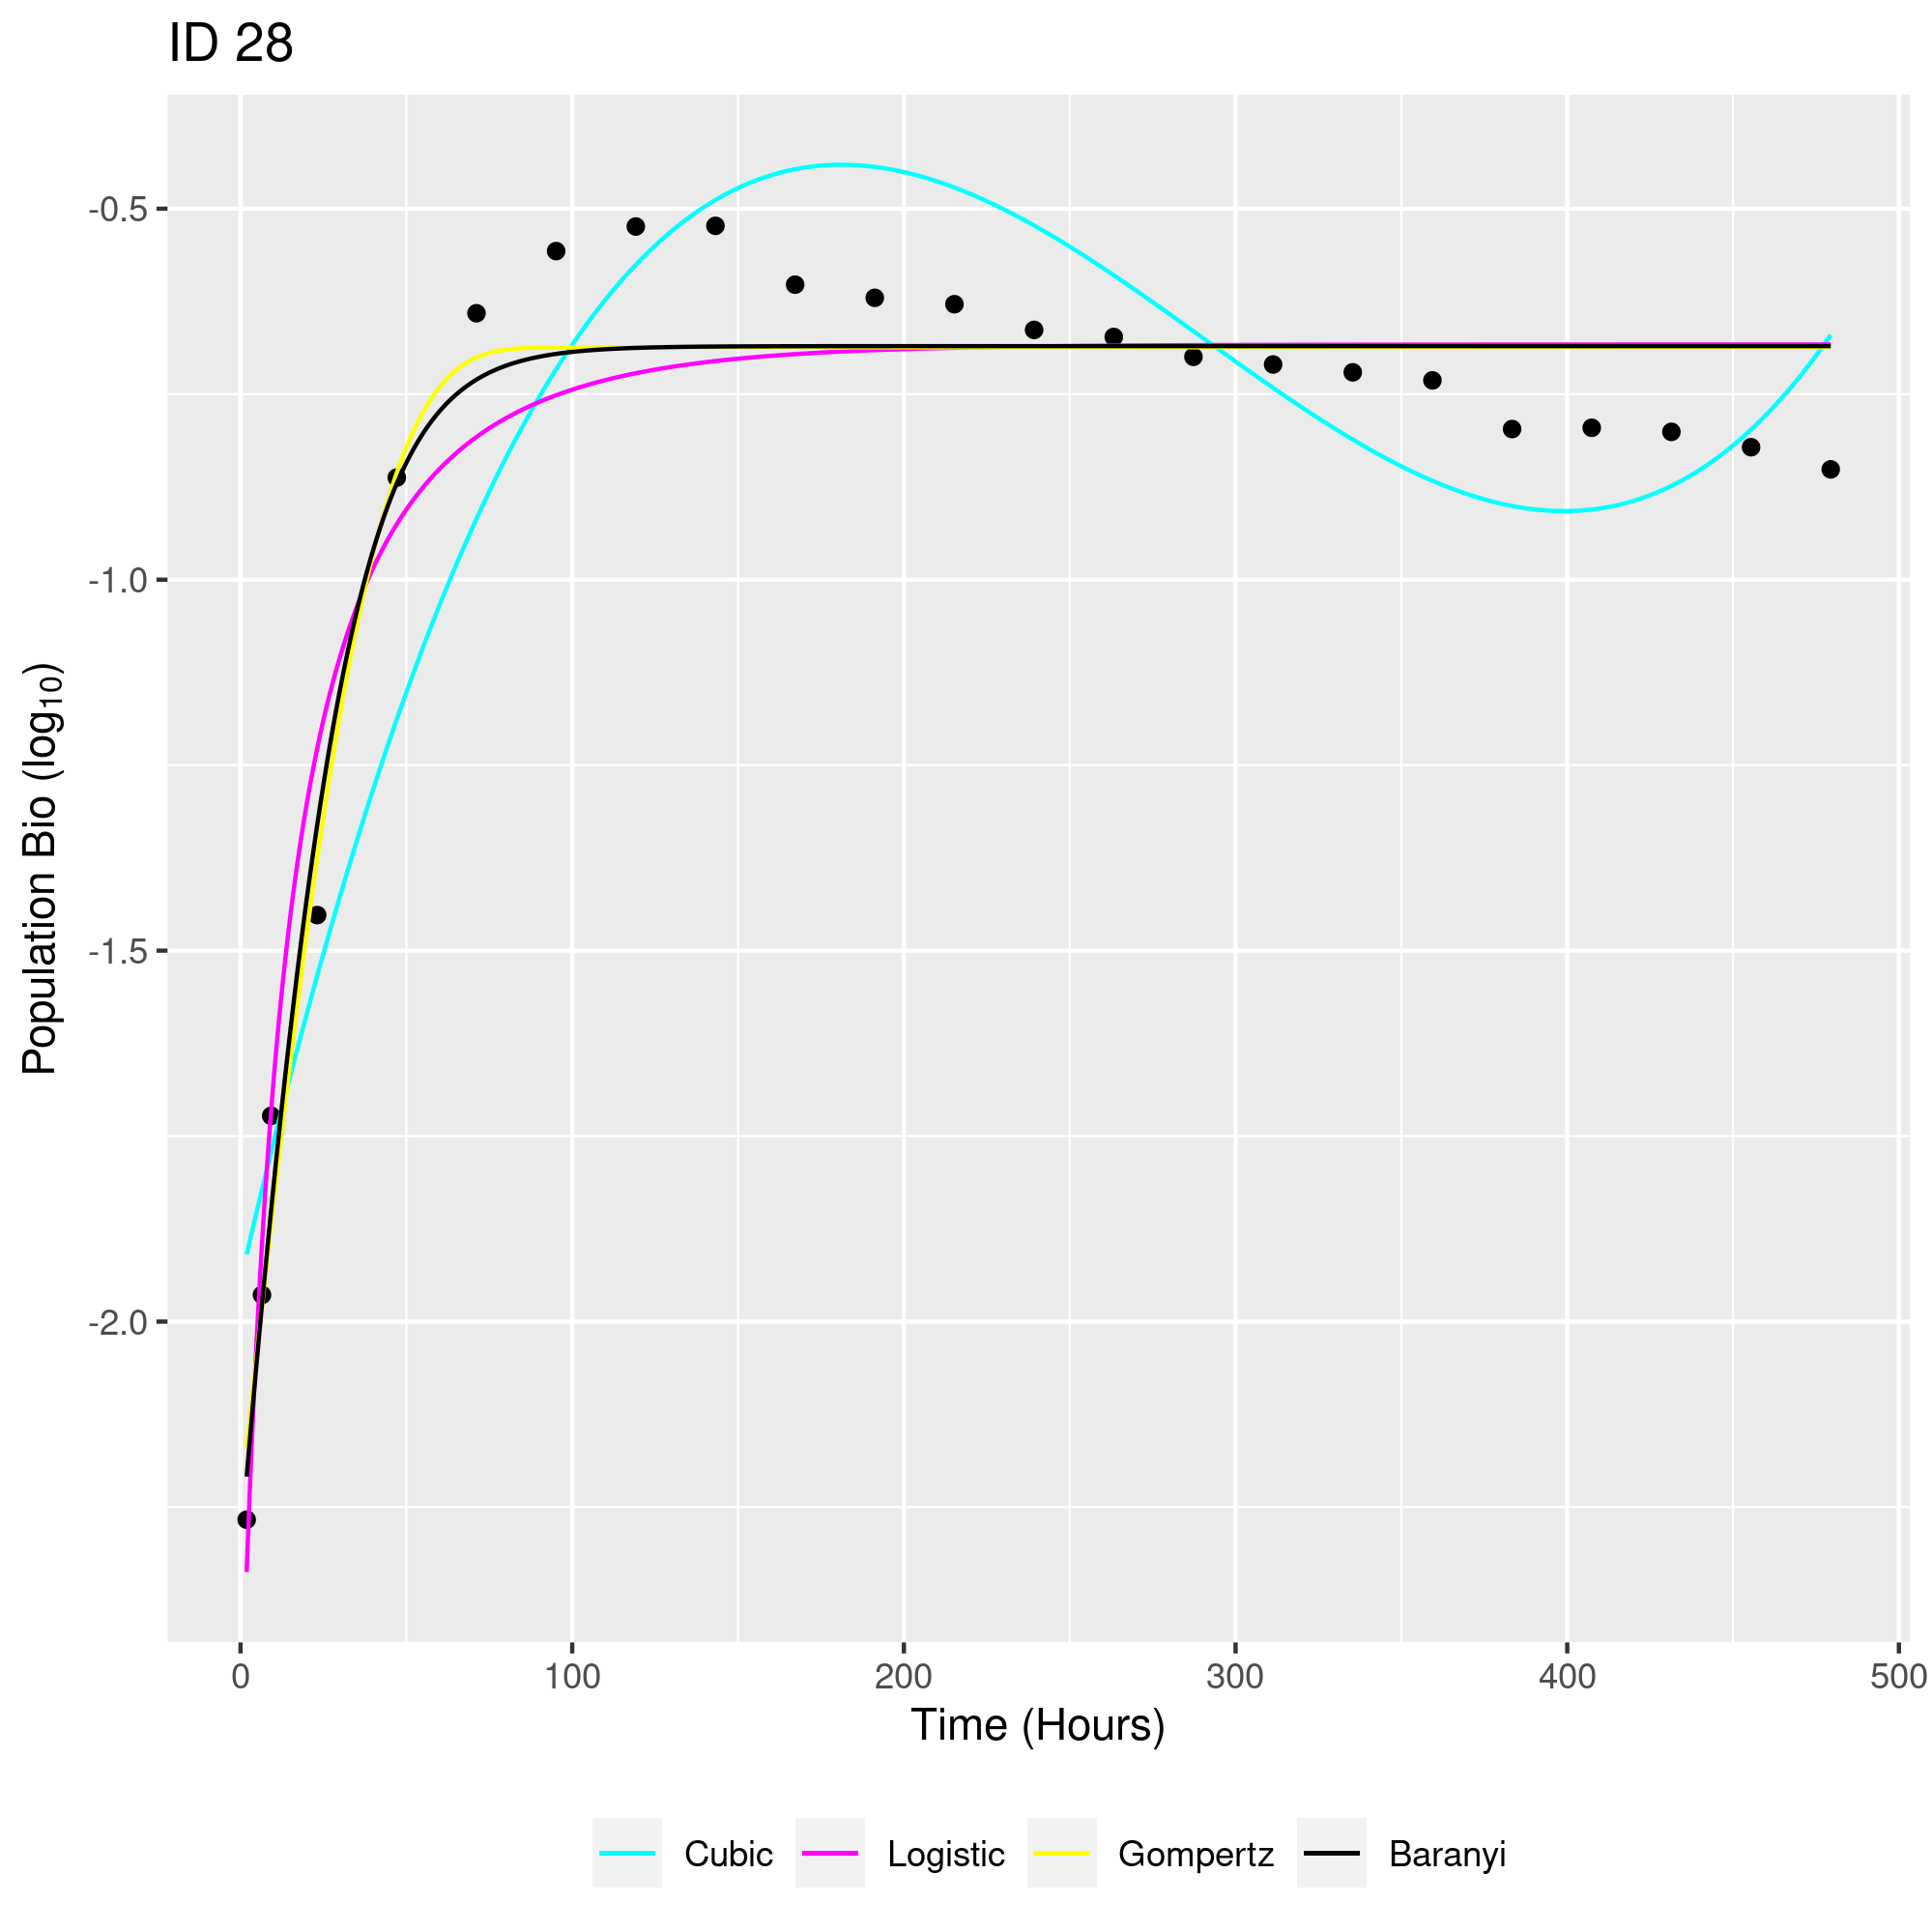 ID 28
-0.5
-1.0
-1.5
-2.0
Population Bio (log₁₀)
0 100 200 300 400 500
Time (Hours)
Cubic Logistic Gompertz Baranyi